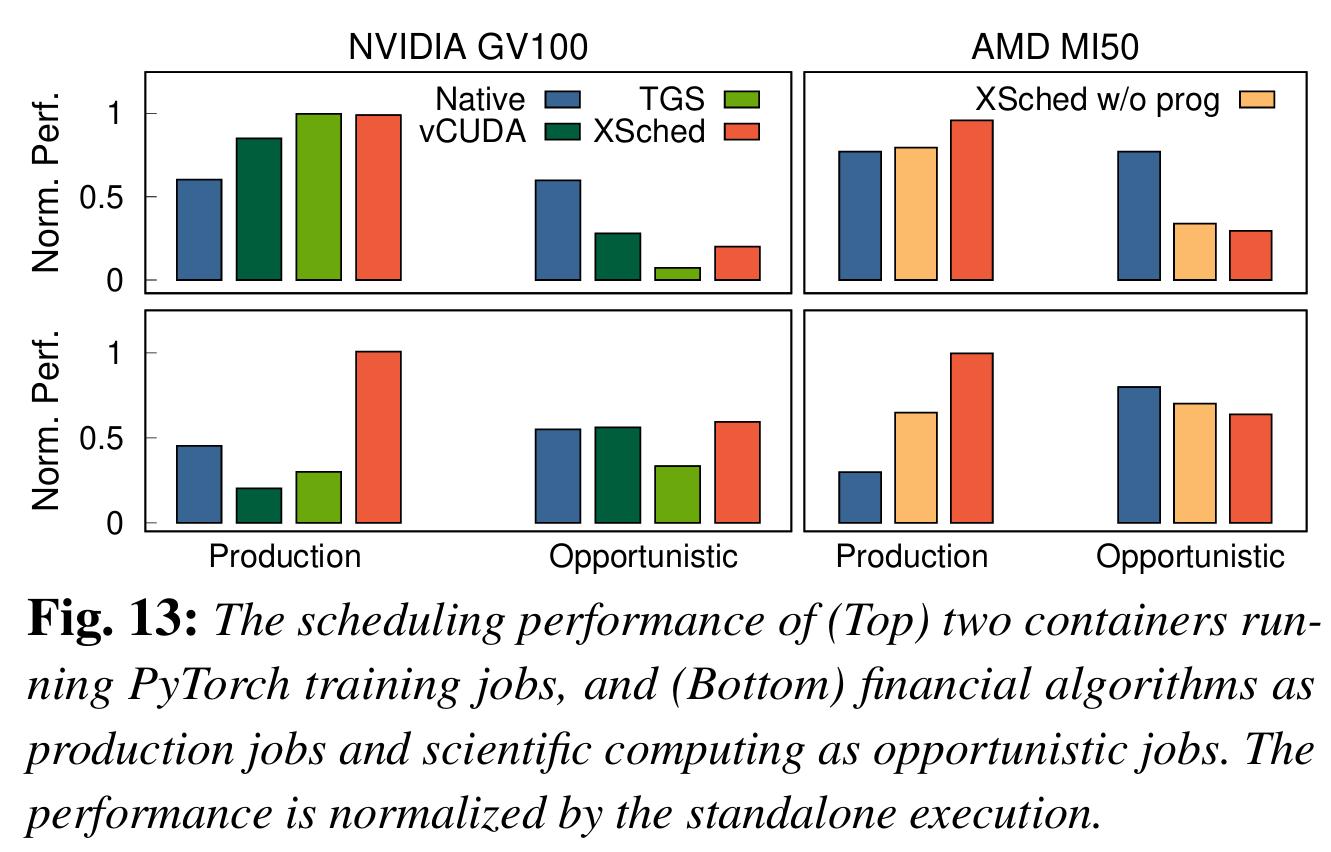 NVIDIA GV100
AMD MI50
Norm. Perf.
1
0.5
0
Native
TGS
vCUDA
XSched
XSched w/o prog
Norm. Perf.
1
0.5
0
Production
Opportunistic
Production
Opportunistic
Fig. 13: The scheduling performance of (Top) two containers run-
ning PyTorch training jobs, and (Bottom) financial algorithms as
production jobs and scientific computing as opportunistic jobs. The
performance is normalized by the standalone execution.